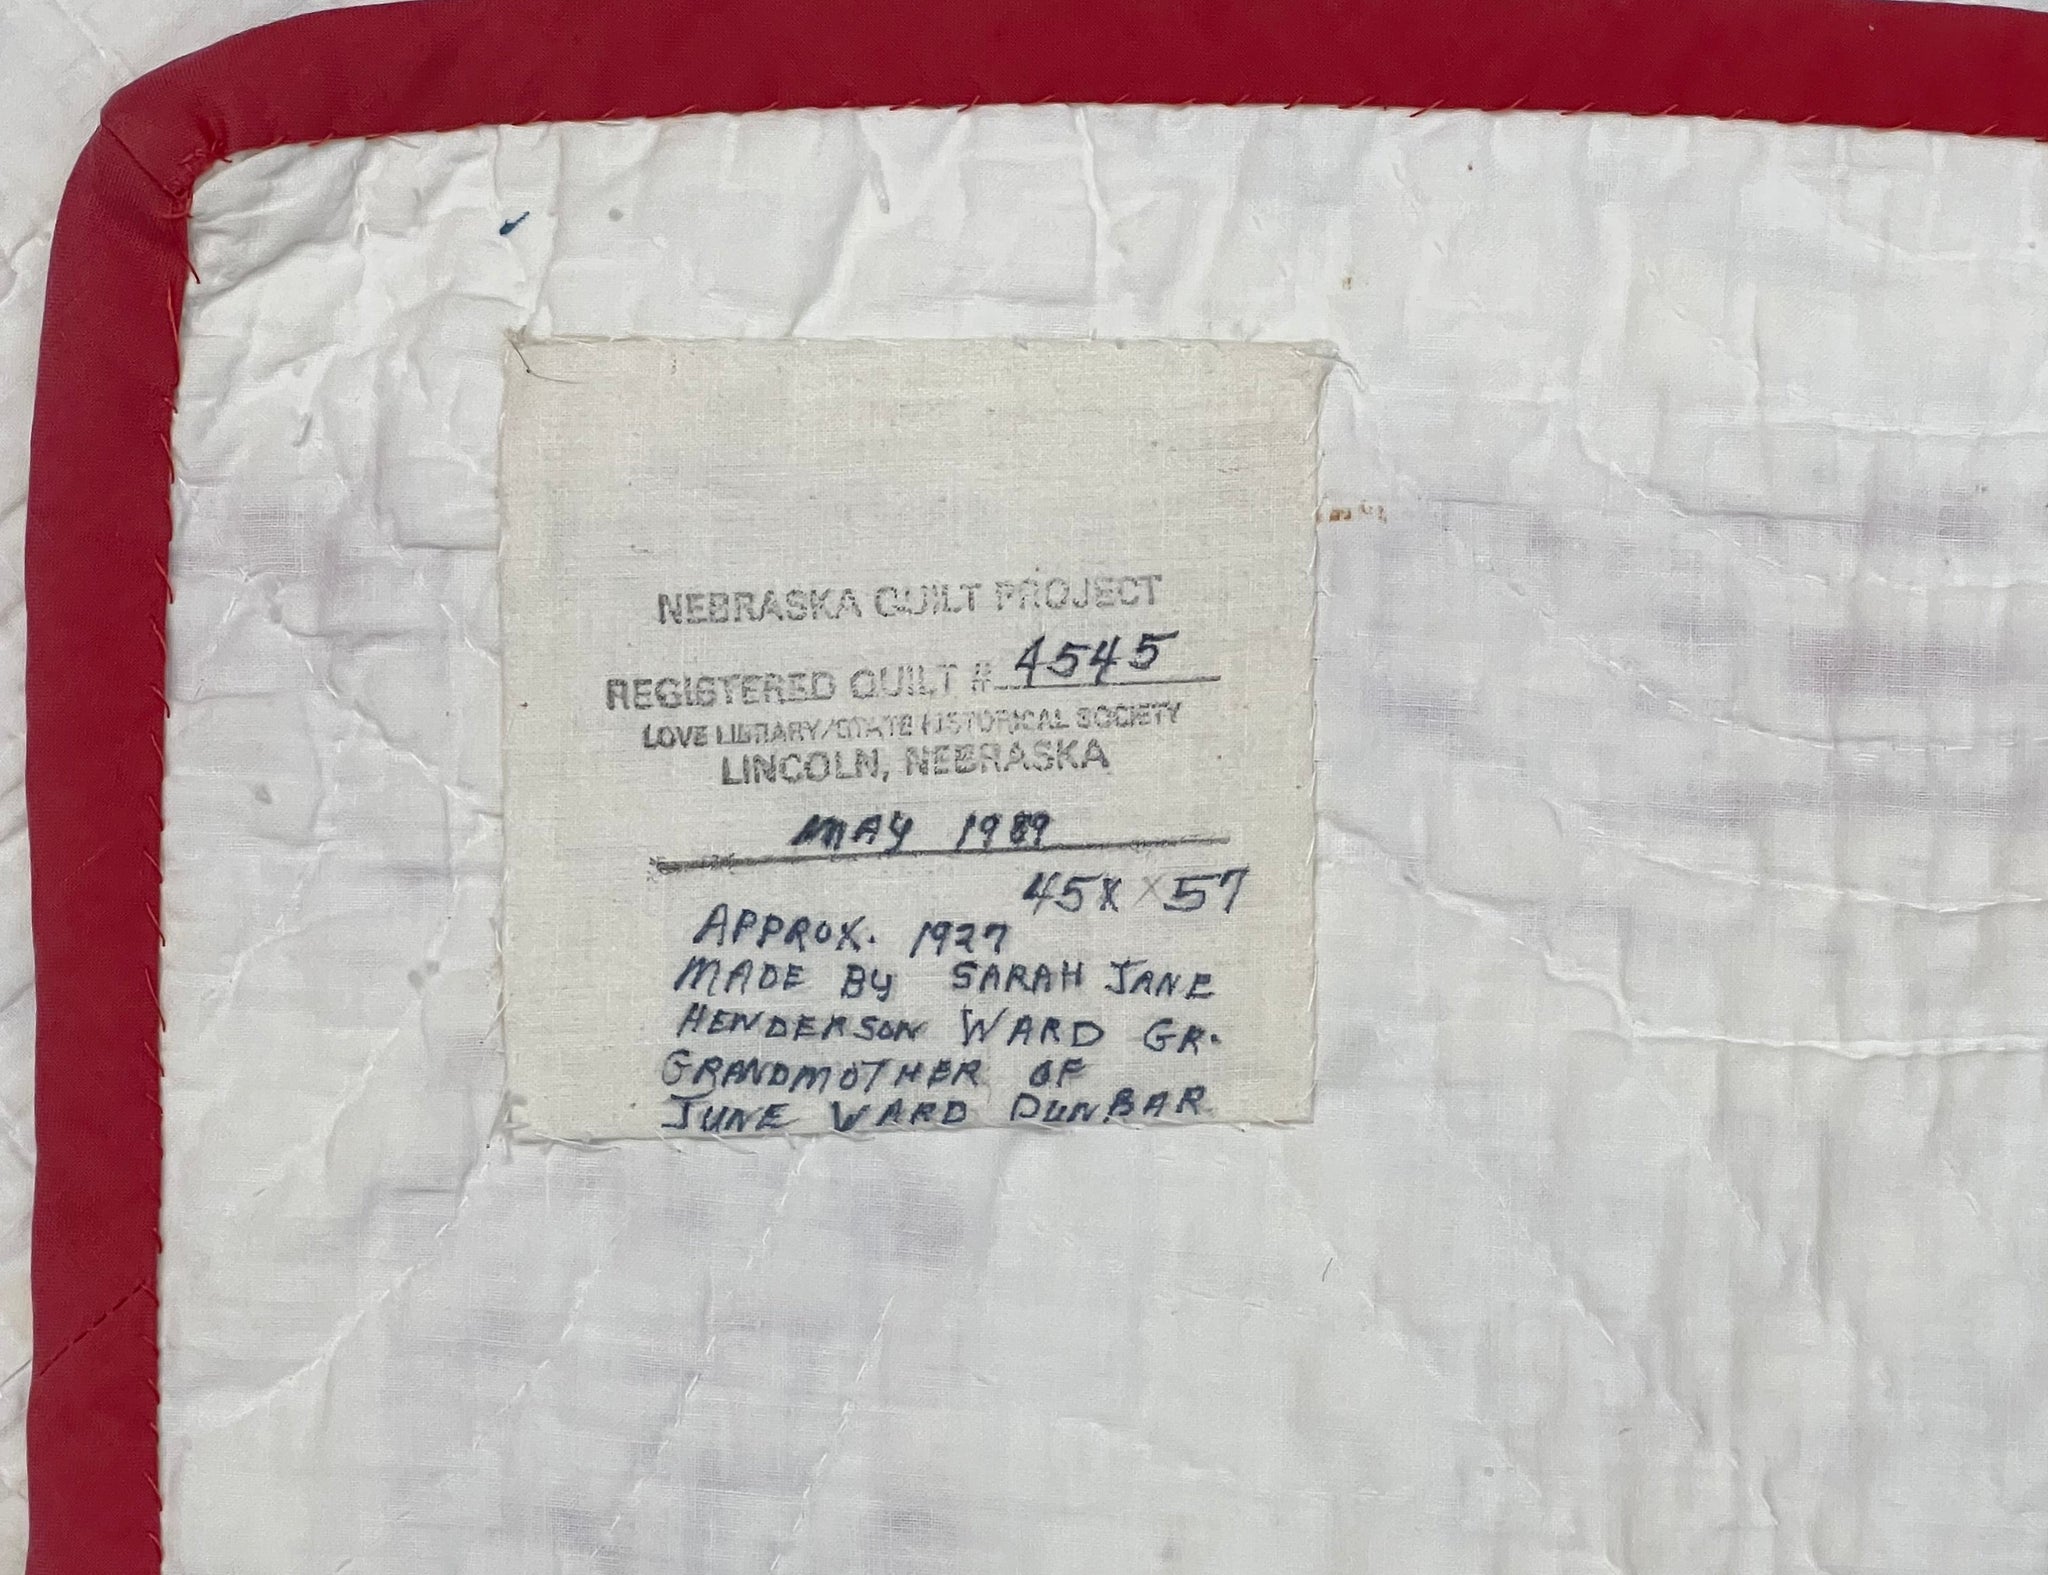 NEBRASKA QUILT PROJECT
REGISTERED QUILT # 4545
LOVE LIBRARY/STATE HISTORICAL SOCIETY
LINCOLN, NEBRASKA
MAY 1989
45x x 57
APPROX. 1927
MADE BY SARAH JANE
HENDERSON WARD GR.
GRANDMOTHER OF
JUNE WARD DUNBAR